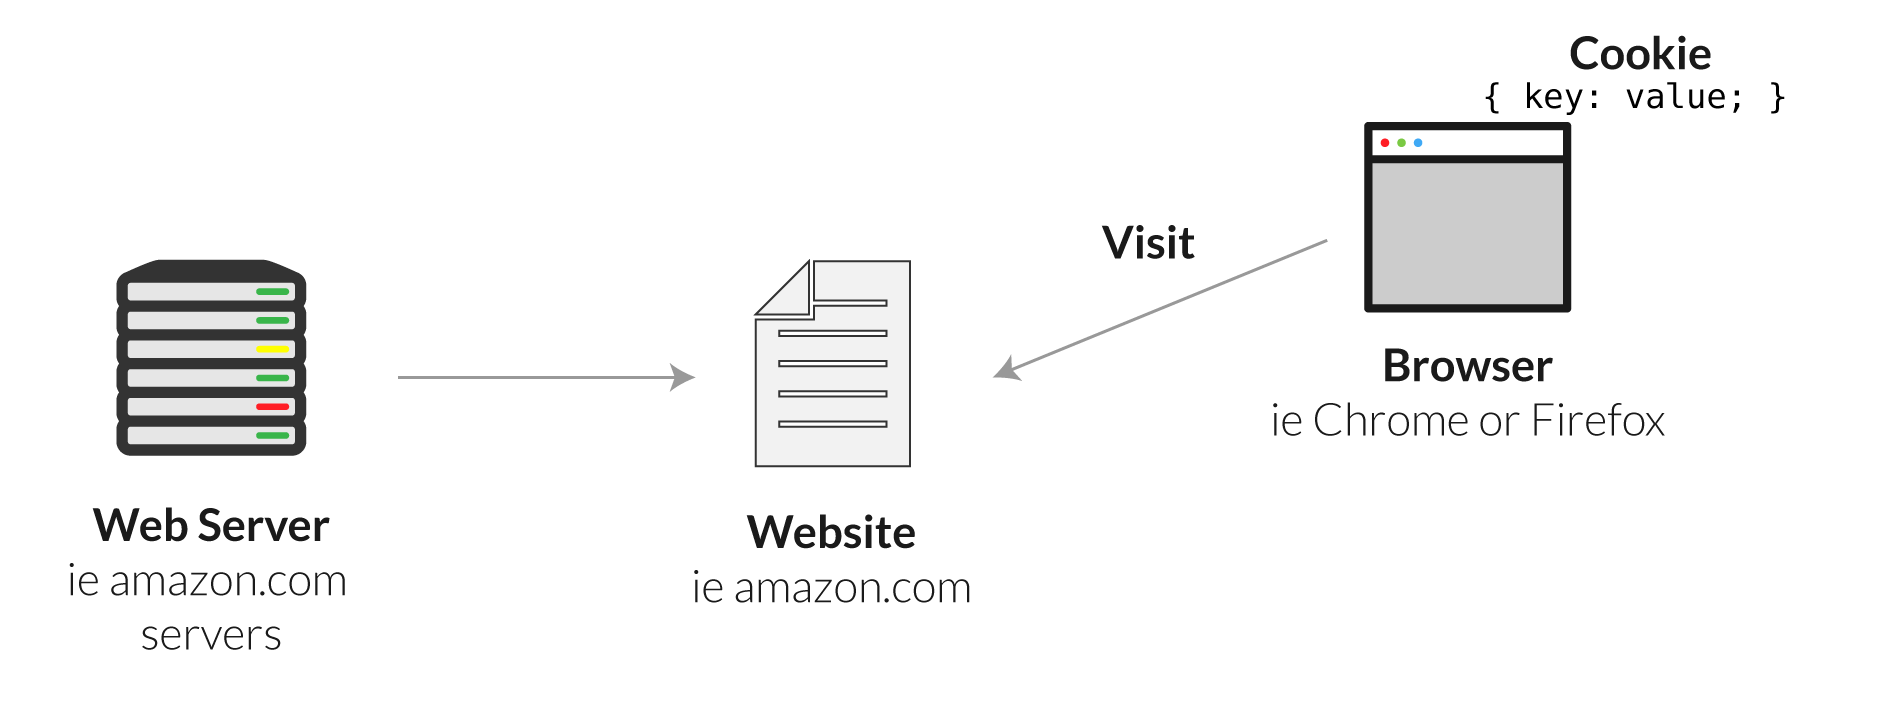 Cookie
{ key: value; }
Visit
Browser
ie Chrome or Firefox
Web Server
ie amazon.com
servers
Website
ie amazon.com